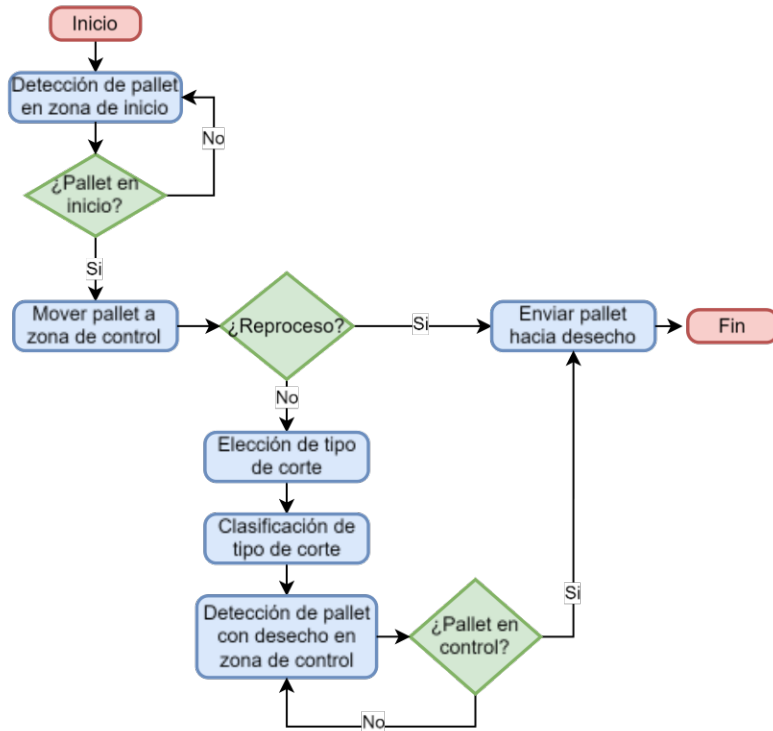 Inicio
Detección de pallet
en zona de inicio
No
¿Pallet en
inicio?
Si
Mover pallet a
zona de control
¿Reproceso?
Si
Enviar pallet
hacia desecho
Fin
No
Elección de tipo
de corte
Clasificación de
tipo de corte
Detección de pallet
con desecho en
zona de control
¿Pallet en
control?
Si
No